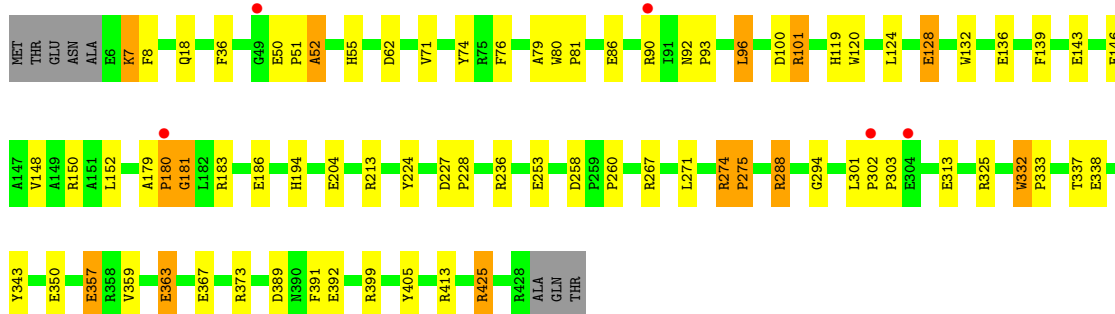 MET THR GLU ASN ALA E6 K7 F8 Q18 F36 G49 E50 P51 A52 H55 D62 V71 Y74 R75 F76 A79 W80 P81 E86 R90 I91 N92 P93 L96 D100 R101 H119 W120 L124 E128 W132 E136 F139 E143
A147 V148 A149 R150 A151 L152 A179 P180 G181 L182 R183 E186 H194 E204 R213 Y224 D227 P228 R236 E253 D258 P259 P260 R267 L271 R274 P275 R288 G294 L301 P302 P303 E304 E313 R325 W332 P333 T337 E338
Y343 E350 E357 R358 V359 E363 E367 R373 D389 N390 F391 E392 R399 Y405 R413 R425 R428 ALA GLN THR